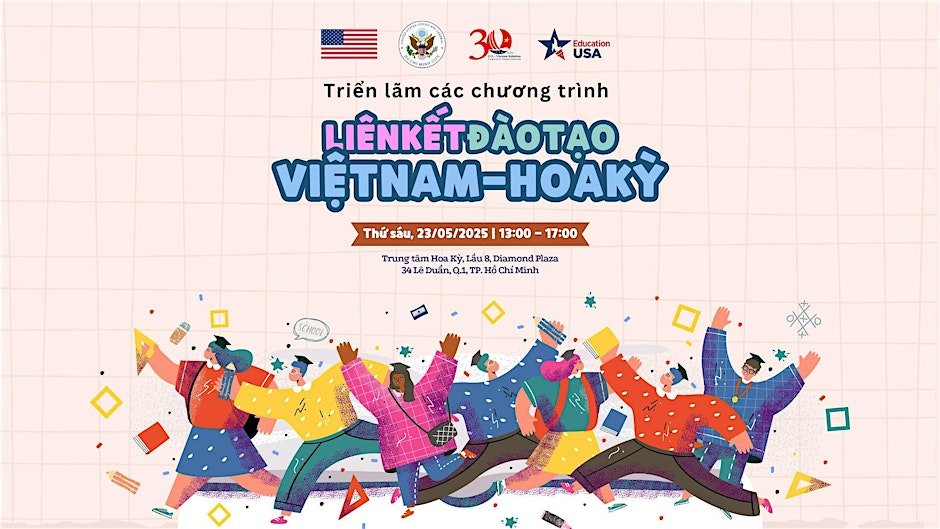 30
Education
USA
Triển lãm các chương trình
LIÊNKẾTĐÀOTẠO
VIỆTNAM–HOAKỲ
Thứ sáu, 23/05/2025 | 13:00 – 17:00
Trung tâm Hoa Kỳ, Lầu 8, Diamond Plaza
34 Lê Duẩn, Q.1, TP. Hồ Chí Minh
SCHOOL